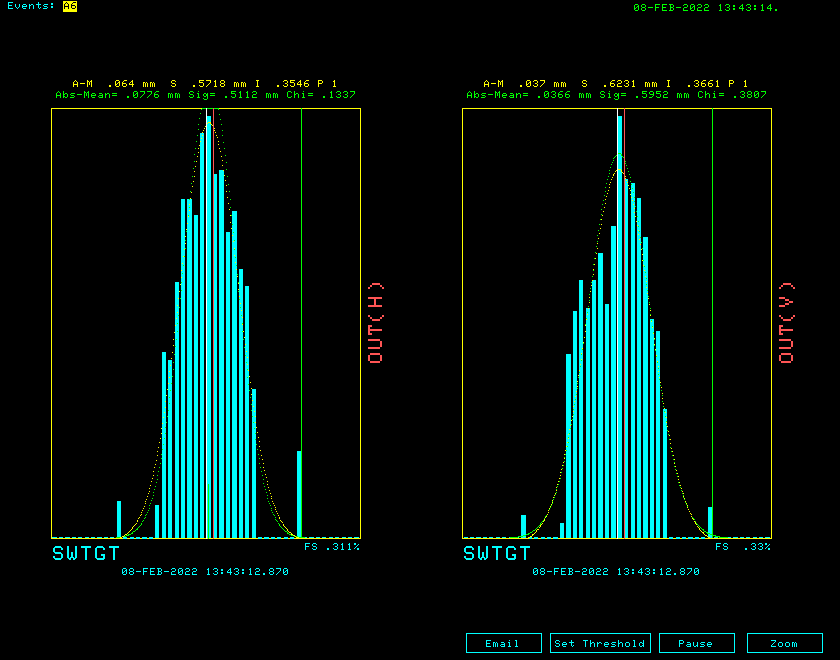 Events: A6
08-FEB-2022 13:43:14.
A-M .064 mm S .5718 mm I .3546 P 1
Abs-Mean= .0776 mm Sig= .5112 mm Chi= .1337
OUT(H)
SWTGT
FS .311%
08-FEB-2022 13:43:12.870
A-M .037 mm S .6231 mm I .3661 P 1
Abs-Mean= .0366 mm Sig= .5952 mm Chi= .3807
OUT(V)
SWTGT
FS .33%
08-FEB-2022 13:43:12.870
Email
Set Threshold
Pause
Zoom